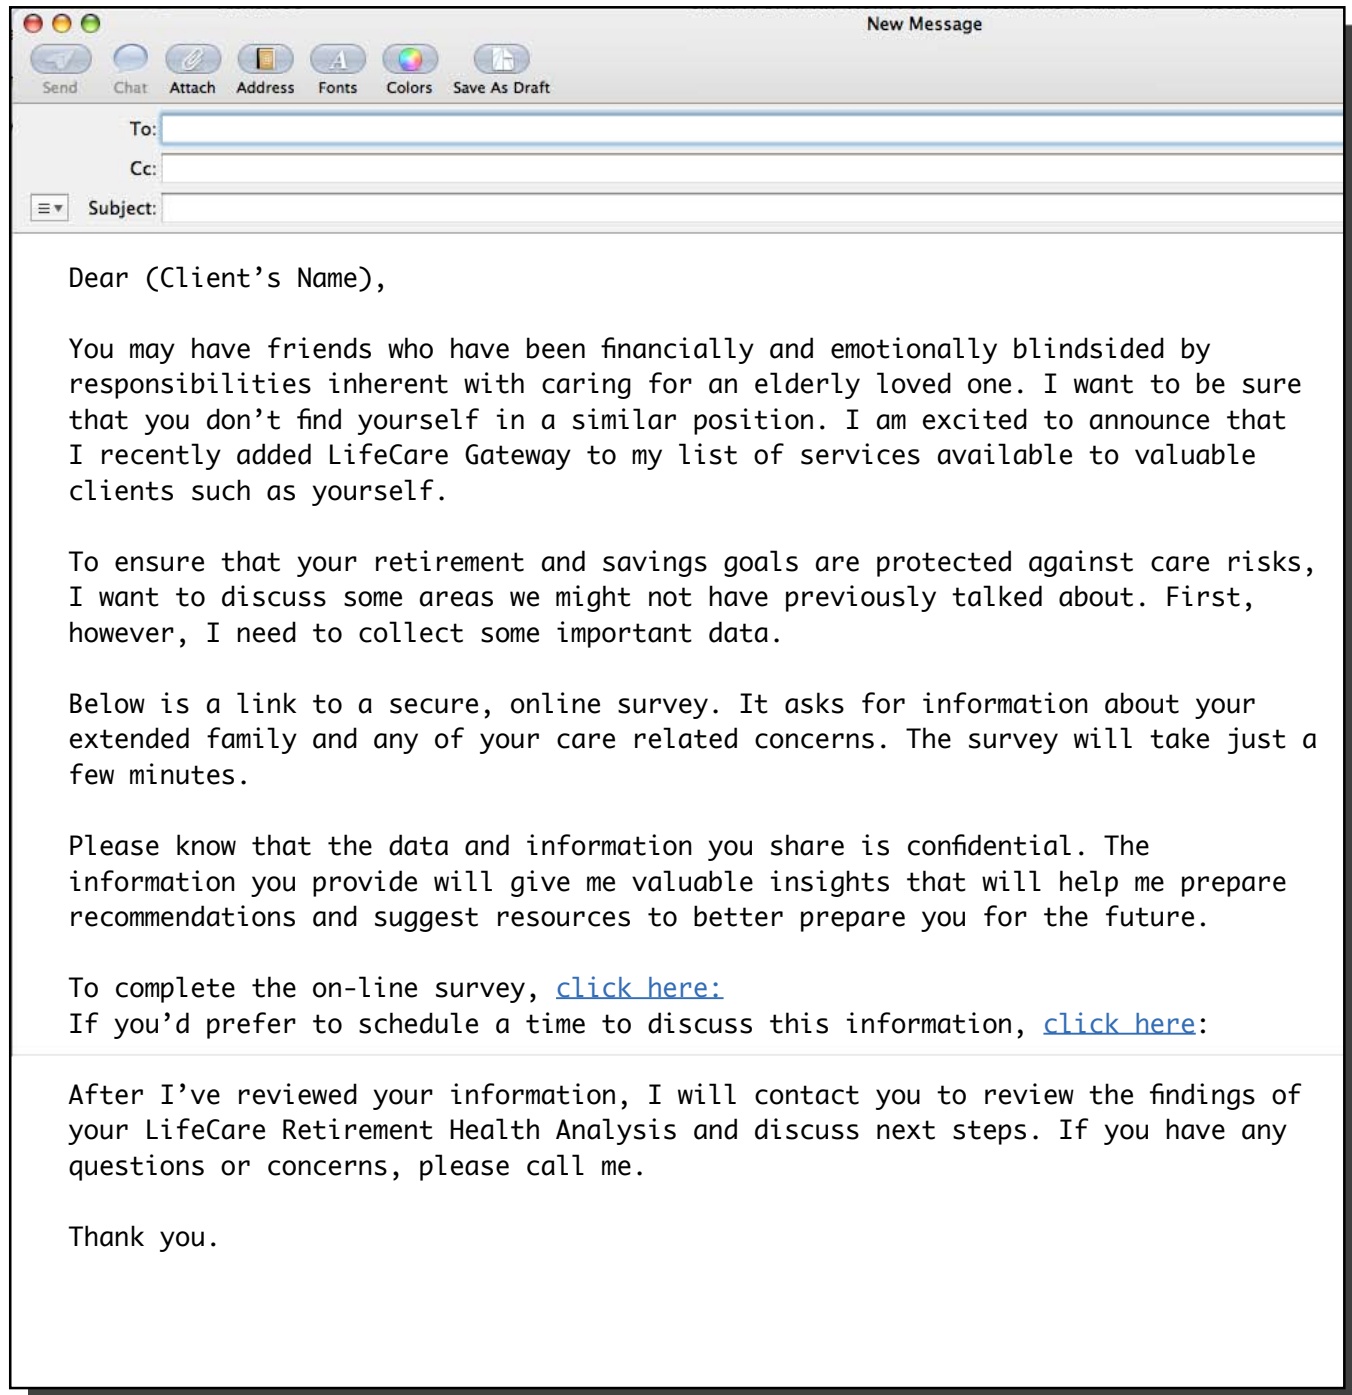 New Message
Send Chat Attach Address Fonts Colors Save As Draft
To:
Cc:
Subject:
Dear (Client’s Name),
You may have friends who have been financially and emotionally blindsided by
responsibilities inherent with caring for an elderly loved one. I want to be sure
that you don’t find yourself in a similar position. I am excited to announce that
I recently added LifeCare Gateway to my list of services available to valuable
clients such as yourself.
To ensure that your retirement and savings goals are protected against care risks,
I want to discuss some areas we might not have previously talked about. First,
however, I need to collect some important data.
Below is a link to a secure, online survey. It asks for information about your
extended family and any of your care related concerns. The survey will take just a
few minutes.
Please know that the data and information you share is confidential. The
information you provide will give me valuable insights that will help me prepare
recommendations and suggest resources to better prepare you for the future.
To complete the on-line survey, click here:
If you’d prefer to schedule a time to discuss this information, click here:
After I’ve reviewed your information, I will contact you to review the findings of
your LifeCare Retirement Health Analysis and discuss next steps. If you have any
questions or concerns, please call me.
Thank you.